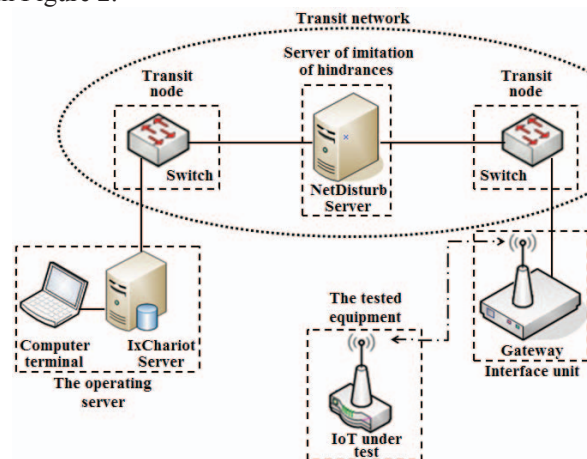 n Figure 2.
Transit network
Server of imitation
of hindrances
Transit
node
Transit
node
Switch
NetDisturb
Server
Switch
The tested
equipment
Computer
terminal
IxChariot
Server
Gateway
The operating
server
Interface unit
IoT under
test